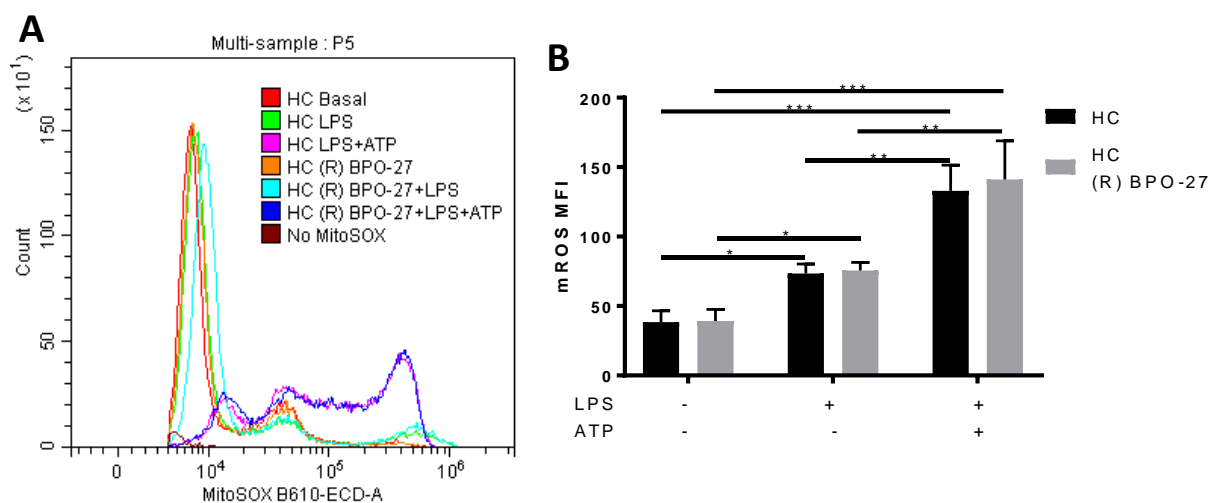 A
Multi-sample : P5
(x 10¹)
Count
150
100
50
0
HC Basal
HC LPS
HC LPS+ATP
HC (R) BPO-27
HC (R) BPO-27+LPS
HC (R) BPO-27+LPS+ATP
No MitoSOX
0 10⁴ 10⁵ 10⁶
MitoSOX B610-ECD-A
B
mROS MFI
200
150
100
50
0
***
***
**
**
*
*
HC
HC
(R) BPO-27
LPS - + +
ATP - - +